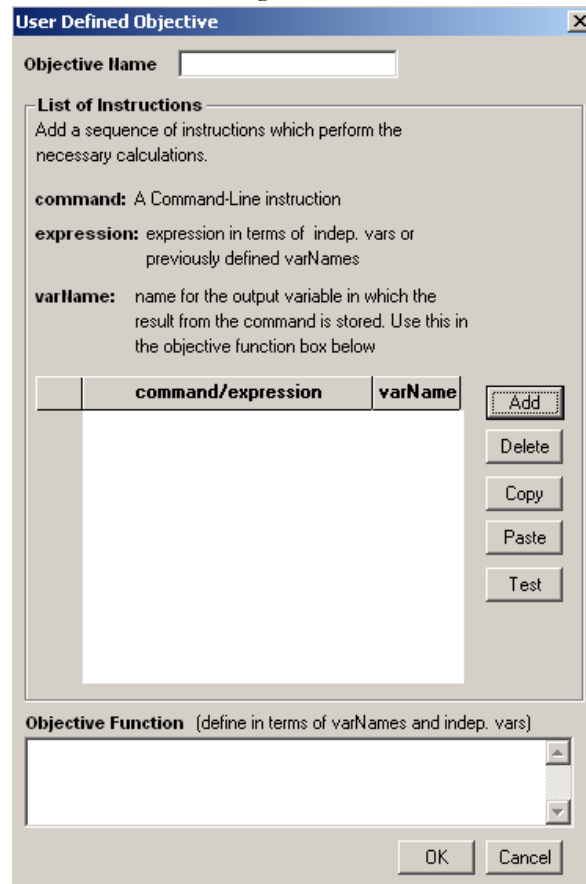 User Defined Objective
Objective Name
List of Instructions
Add a sequence of instructions which perform the
necessary calculations.
command: A Command-Line instruction
expression: expression in terms of indep. vars or
previously defined varNames
varName: name for the output variable in which the
result from the command is stored. Use this in
the objective function box below
command/expression varName
Add
Delete
Copy
Paste
Test
Objective Function (define in terms of varNames and indep. vars)
OK Cancel